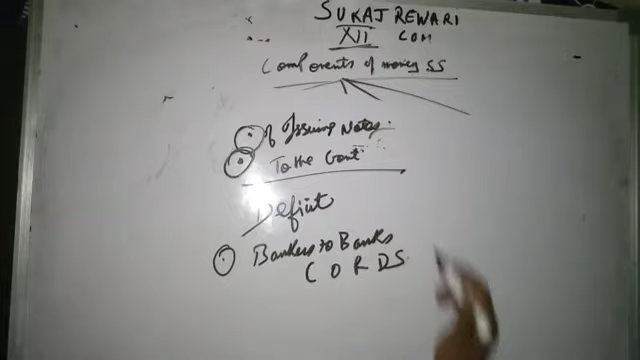 SURAJ REWARI
XII COM
Components of money SS
of Issuing Notes.
To the Govt
Deficit
Bankers to Banks
C O R D S